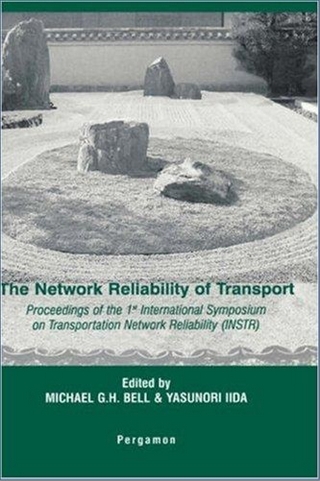 The Network Reliability of Transport
Proceedings of the 1st International Symposium
on Transportation Network Reliability (INSTR)
Edited by
MICHAEL G.H. BELL & YASUNORI IIDA
Pergamon